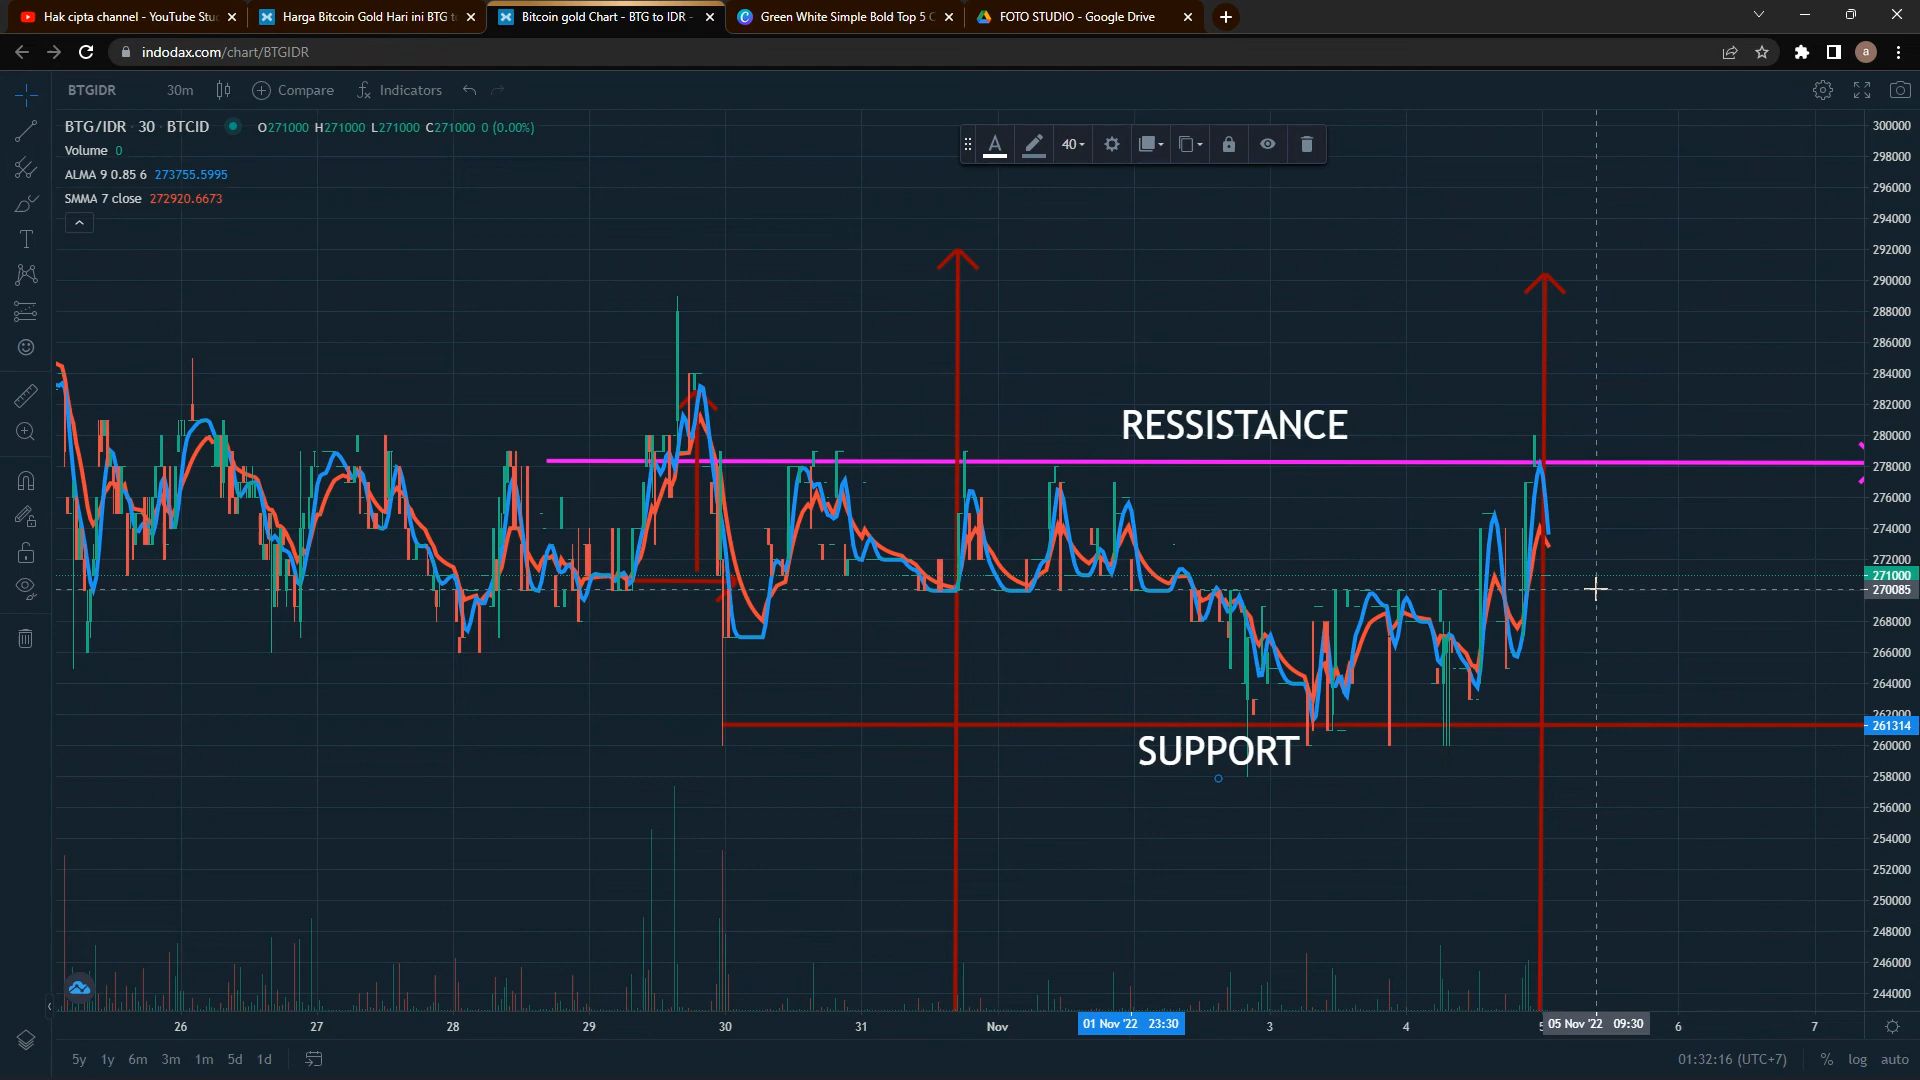 Hak cipta channel - YouTube Stu
Harga Bitcoin Gold Hari ini BTG t
Bitcoin gold Chart - BTG to IDR -
Green White Simple Bold Top 5 C
FOTO STUDIO - Google Drive
indodax.com/chart/BTGIDR
a
BTGIDR 30m Compare Indicators
BTG/IDR · 30 · BTCID O271000 H271000 L271000 C271000 0 (0.00%)
Volume 0
ALMA 9 0.85 6 273755.5995
SMMA 7 close 272920.6673
A 40
RESSISTANCE
SUPPORT
300000
298000
296000
294000
292000
290000
288000
286000
284000
282000
280000
278000
276000
274000
272000
271000
270085
268000
266000
264000
262000
261314
260000
258000
256000
254000
252000
250000
248000
246000
244000
26 27 28 29 30 31 Nov 01 Nov '22 23:30 3 4 5 05 Nov '22 09:30 6 7
5y 1y 6m 3m 1m 5d 1d 01:32:16 (UTC+7) % log auto